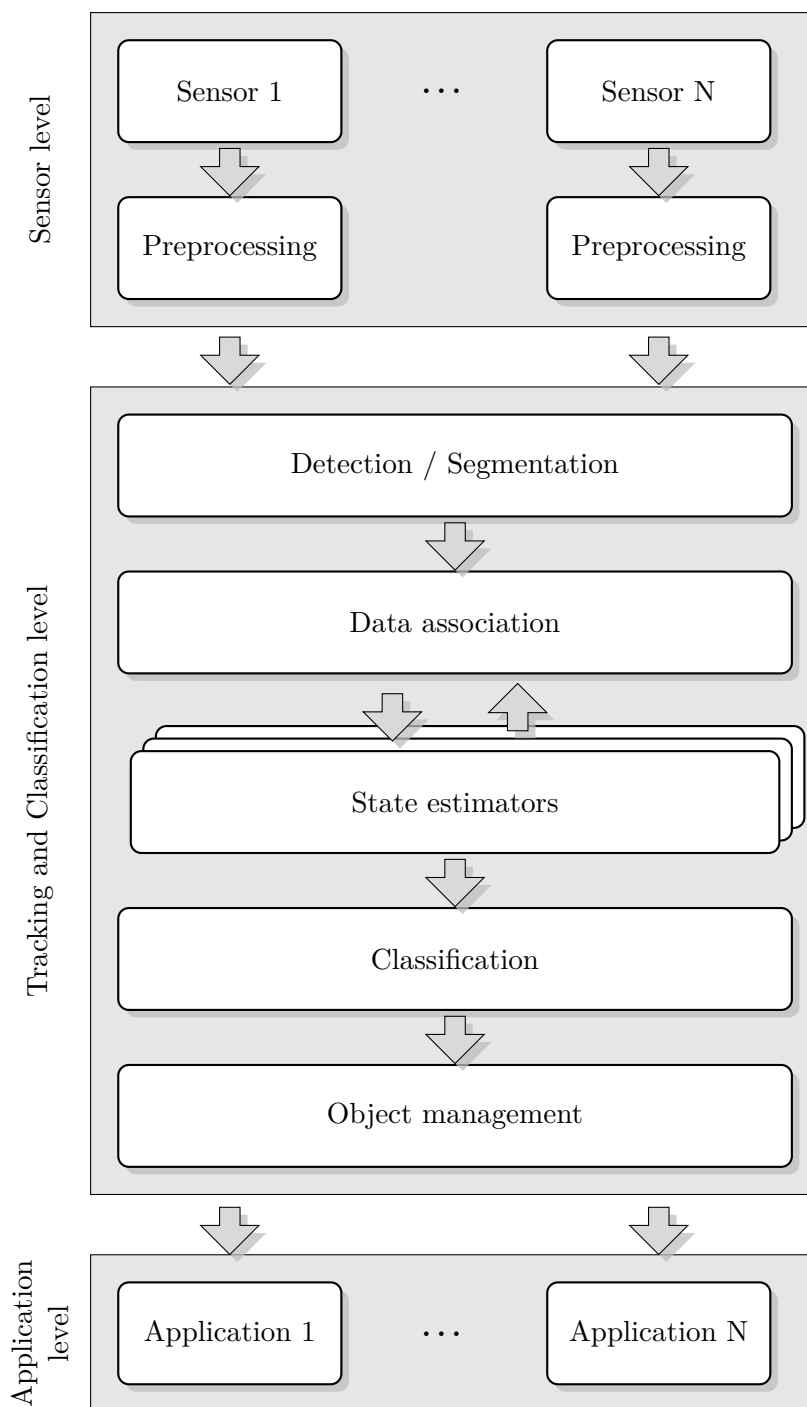 Sensor level
Sensor 1
· · ·
Sensor N
Preprocessing
Preprocessing
Tracking and Classification level
Detection / Segmentation
Data association
State estimators
Classification
Object management
Application
level
Application 1
· · ·
Application N